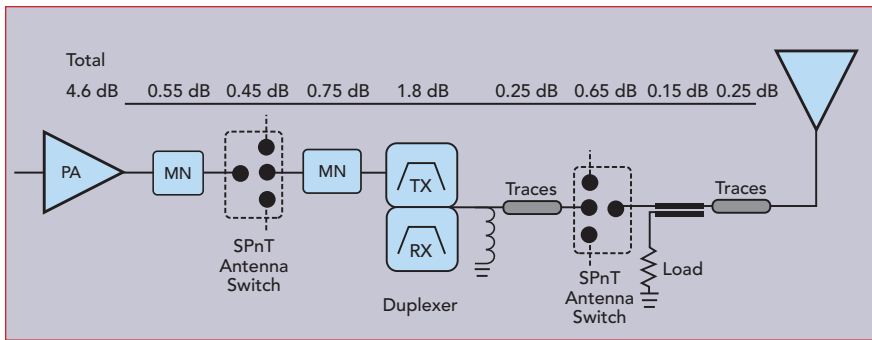 Total
4.6 dB 0.55 dB 0.45 dB 0.75 dB 1.8 dB 0.25 dB 0.65 dB 0.15 dB 0.25 dB
PA
MN
SPnT
Antenna
Switch
MN
TX
RX
Duplexer
Traces
SPnT
Antenna
Switch
Load
Traces